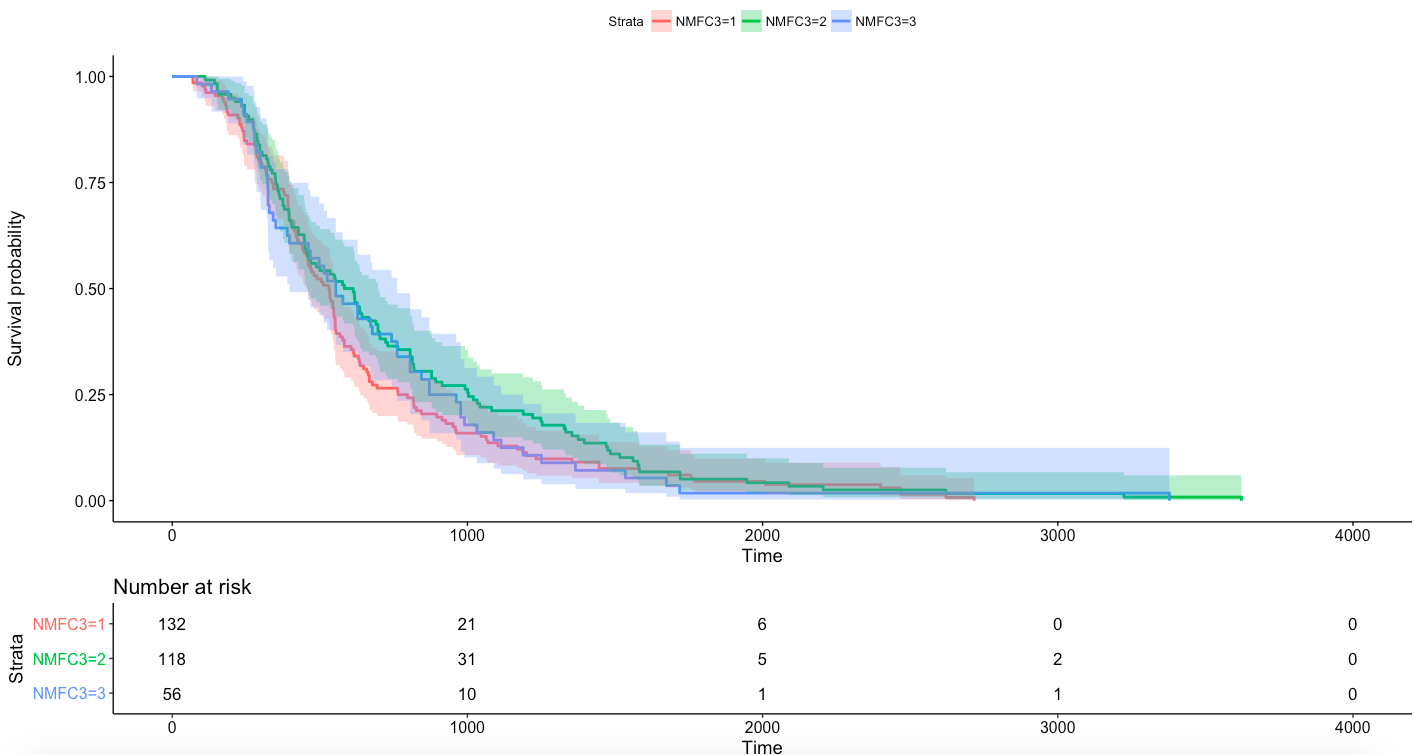 Strata NMFC3=1 NMFC3=2 NMFC3=3
Survival probability
1.00
0.75
0.50
0.25
0.00
0 1000 2000 3000 4000
Time
Number at risk
Strata
NMFC3=1 132 21 6 0 0
NMFC3=2 118 31 5 2 0
NMFC3=3 56 10 1 1 0
0 1000 2000 3000 4000
Time